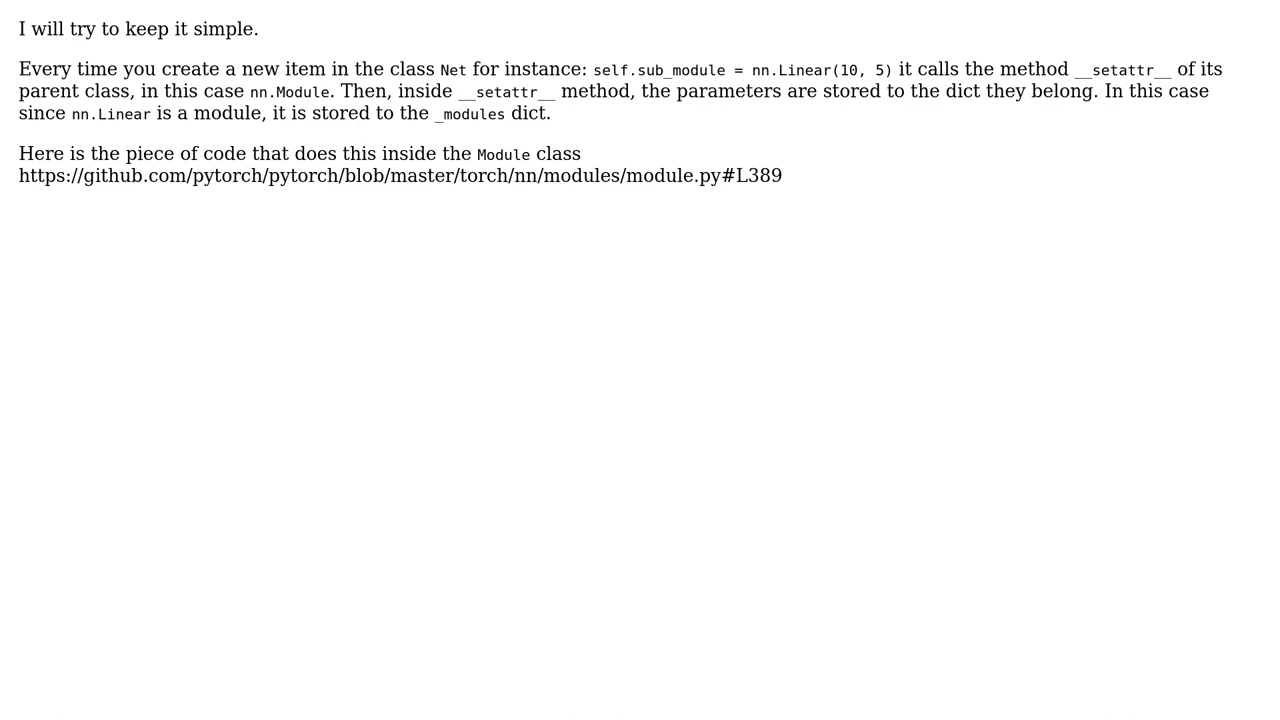 I will try to keep it simple.
Every time you create a new item in the class Net for instance: self.sub_module = nn.Linear(10, 5) it calls the method __setattr__ of its
parent class, in this case nn.Module. Then, inside __setattr__ method, the parameters are stored to the dict they belong. In this case
since nn.Linear is a module, it is stored to the _modules dict.
Here is the piece of code that does this inside the Module class
https://github.com/pytorch/pytorch/blob/master/torch/nn/modules/module.py#L389